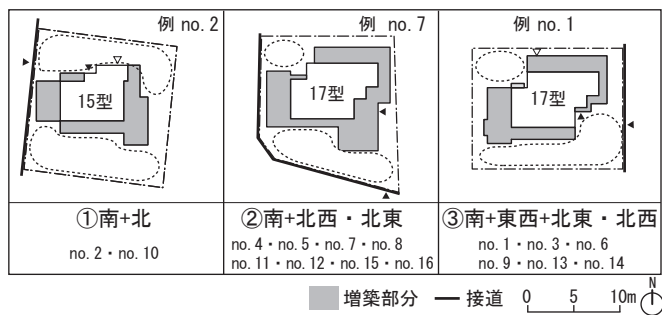 例 no.2
15型
①南+北
no.2・no.10
例 no.7
17型
②南+北西・北東
no.4・no.5・no.7・no.8
no.11・no.12・no.15・no.16
例 no.1
17型
③南+東西+北東・北西
no.1・no.3・no.6
no.9・no.13・no.14
増築部分 接道 0 5 10m N